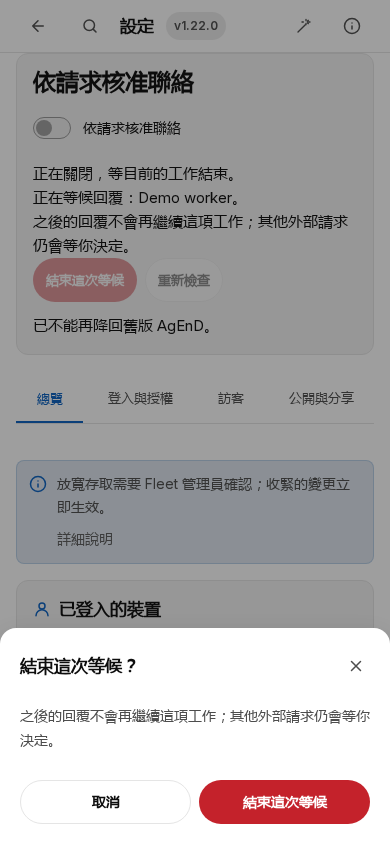 設定 v1.22.0
依請求核准聯絡
依請求核准聯絡
正在關閉，等目前的工作結束。
正在等候回覆：Demo worker。
之後的回覆不會再繼續這項工作；其他外部請求
仍會等你決定。
結束這次等候 重新檢查
已不能再降回舊版 AgEnD。
總覽 登入與授權 訪客 公開與分享
放寬存取需要 Fleet 管理員確認；收緊的變更立
即生效。
詳細說明
已登入的裝置
結束這次等候？
之後的回覆不會再繼續這項工作；其他外部請求仍會等你
決定。
取消 結束這次等候